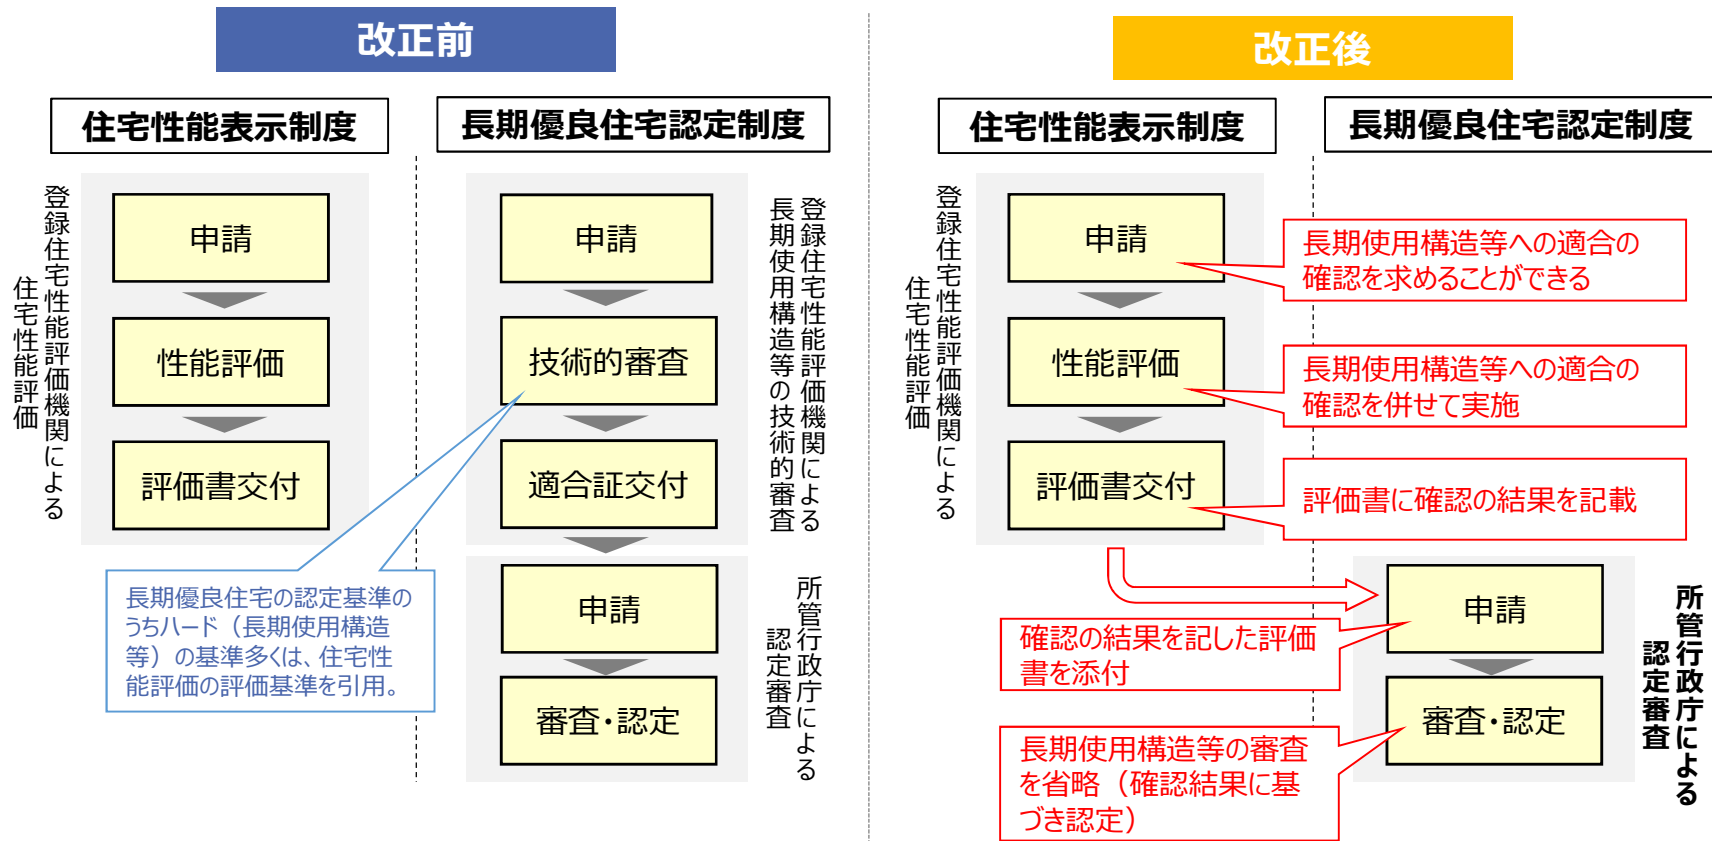 改正前
住宅性能表示制度
長期優良住宅認定制度
登録住宅性能評価機関による
住宅性能評価
申請
性能評価
評価書交付
申請
技術的審査
適合証交付
登録住宅性能評価機関による
長期使用構造等の技術的審査
長期優良住宅の認定基準の
うちハード（長期使用構造
等）の基準多くは、住宅性
能評価の評価基準を引用。
申請
審査・認定
所管行政庁による
認定審査
改正後
住宅性能表示制度
長期優良住宅認定制度
登録住宅性能評価機関による
住宅性能評価
申請
長期使用構造等への適合の
確認を求めることができる
性能評価
長期使用構造等への適合の
確認を併せて実施
評価書交付
評価書に確認の結果を記載
確認の結果を記した評価
書を添付
申請
長期使用構造等の審査
を省略（確認結果に基
づき認定）
審査・認定
所管行政庁による
認定審査